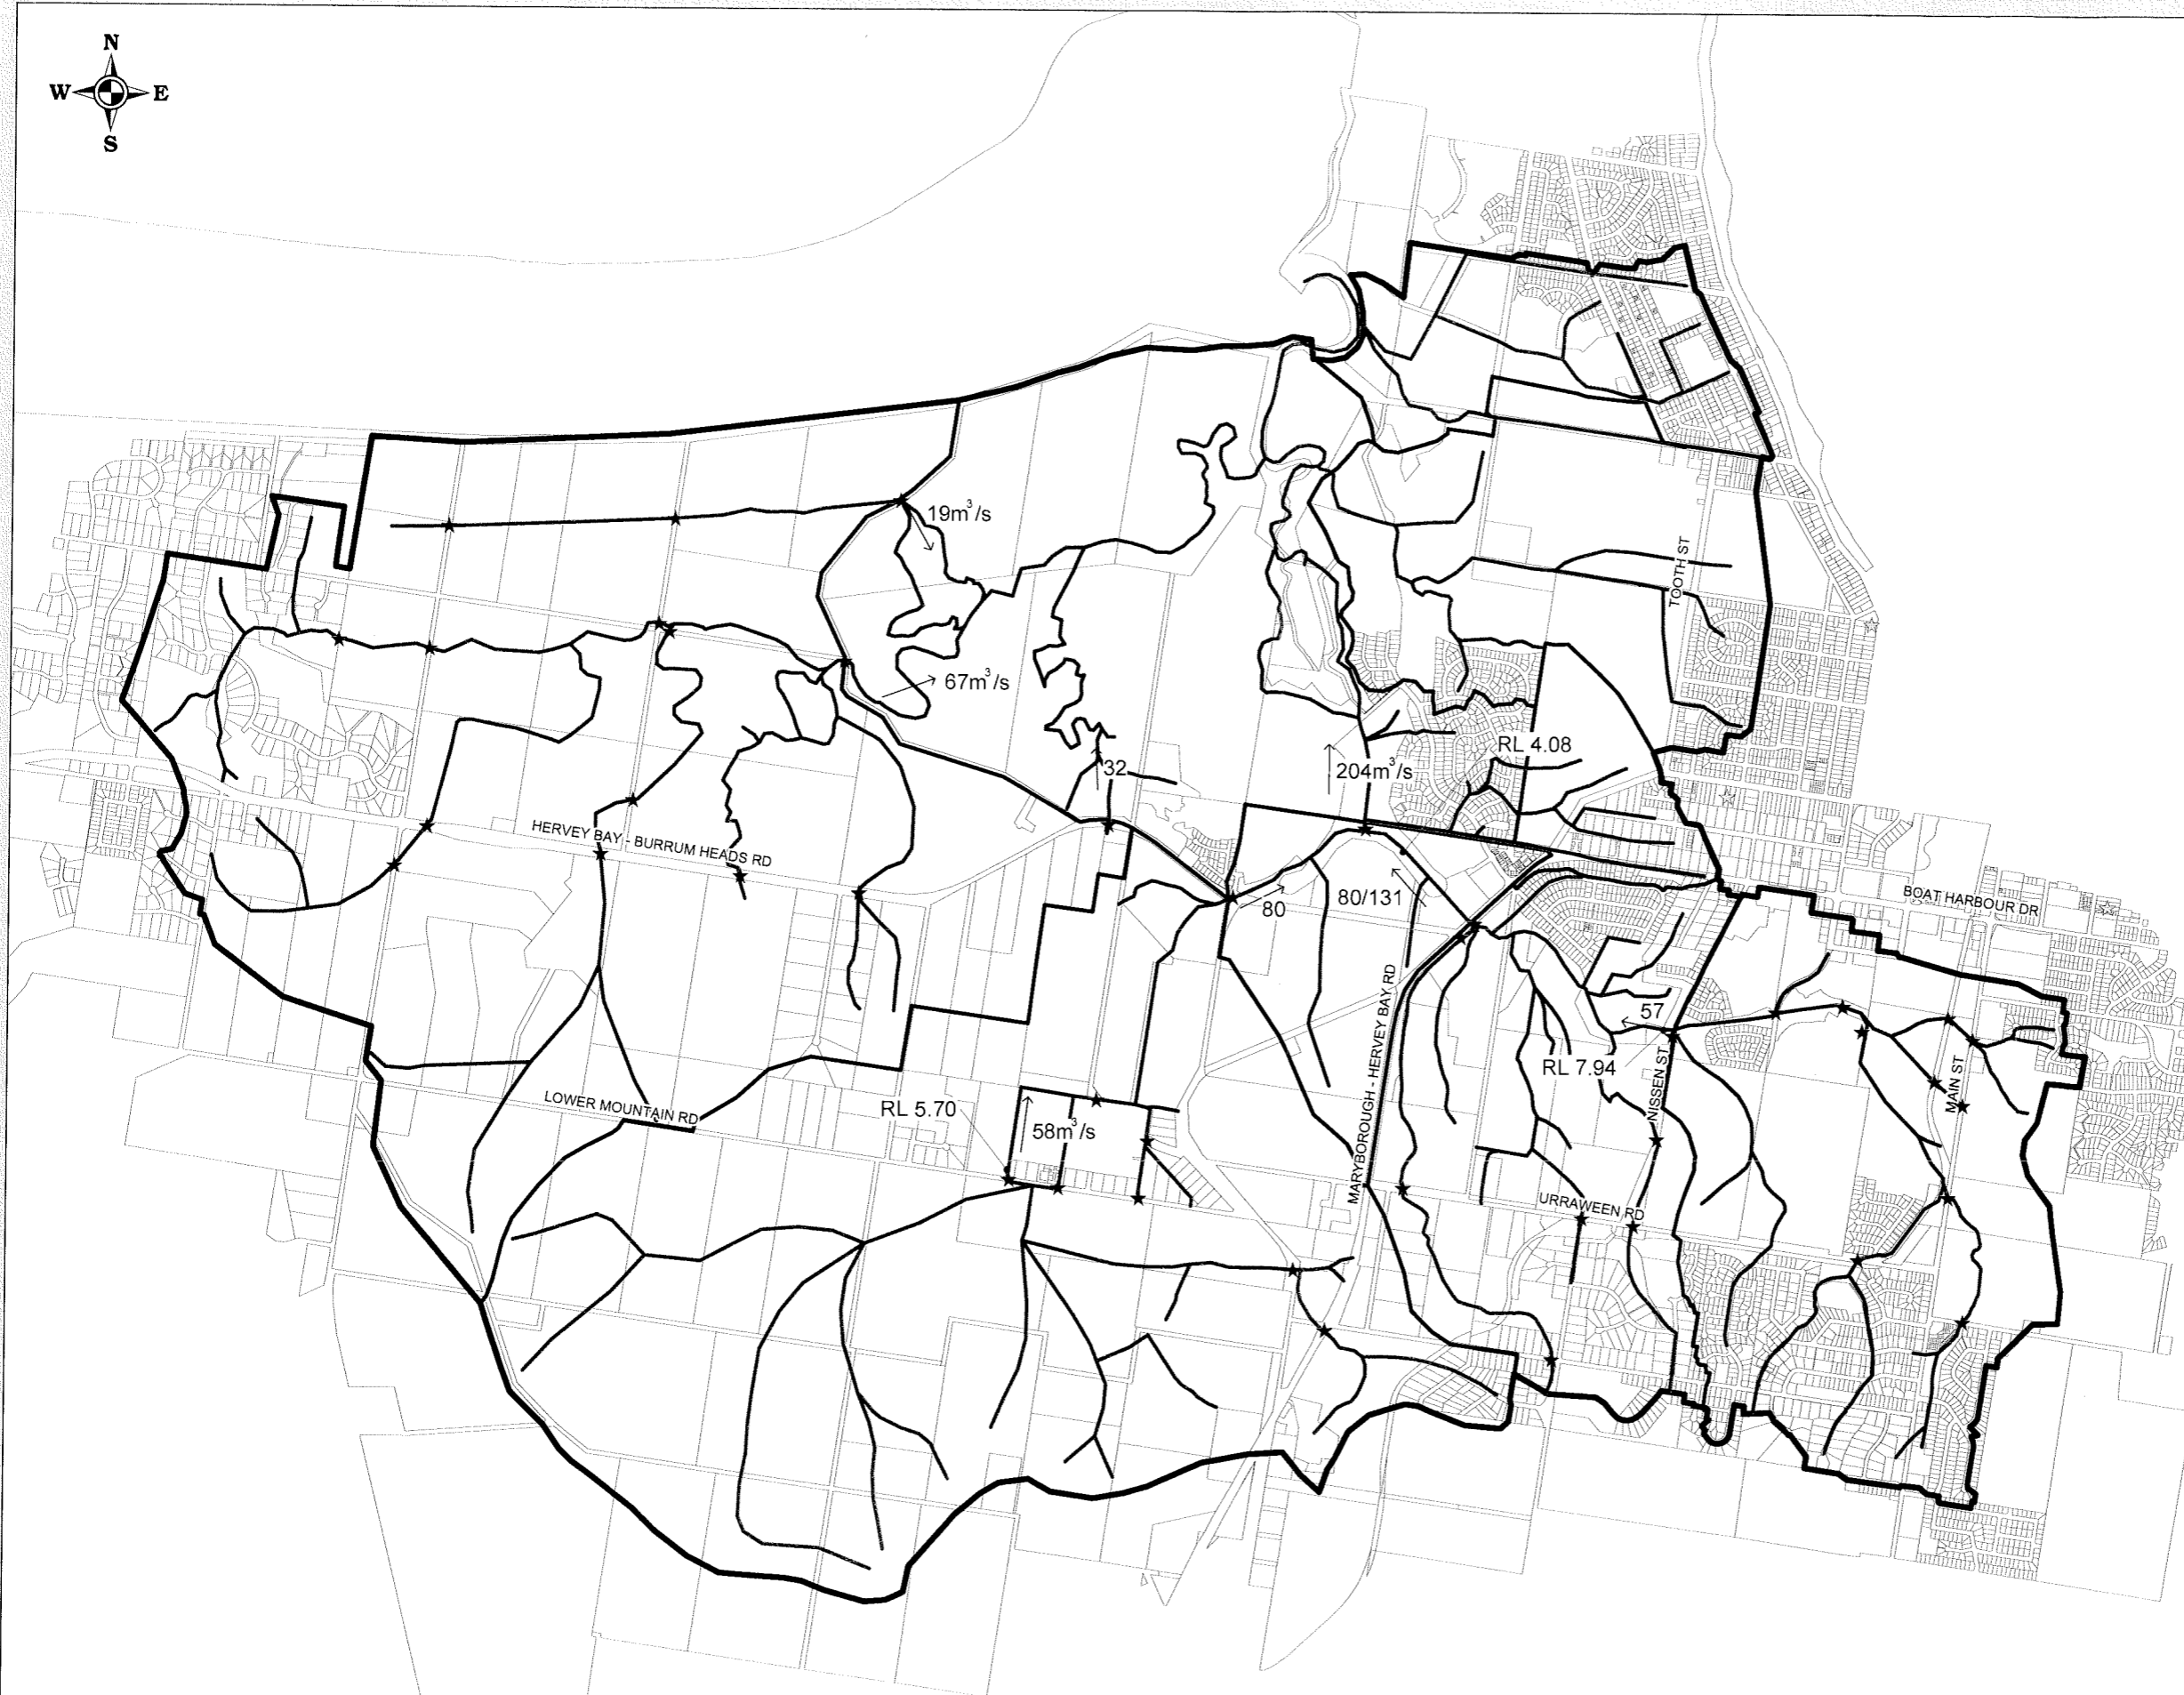 N
W E
S
19m³/s
TOOTH ST
67m³/s
RL 4.08
32
204m³/s
HERVEY BAY - BURRUM HEADS RD
80/131
80
BOAT HARBOUR DR
MARYBOROUGH - HERVEY BAY RD
57
RL 7.94
NISSEN ST
MAIN ST
LOWER MOUNTAIN RD
RL 5.70
58m³/s
URRAWEEN RD